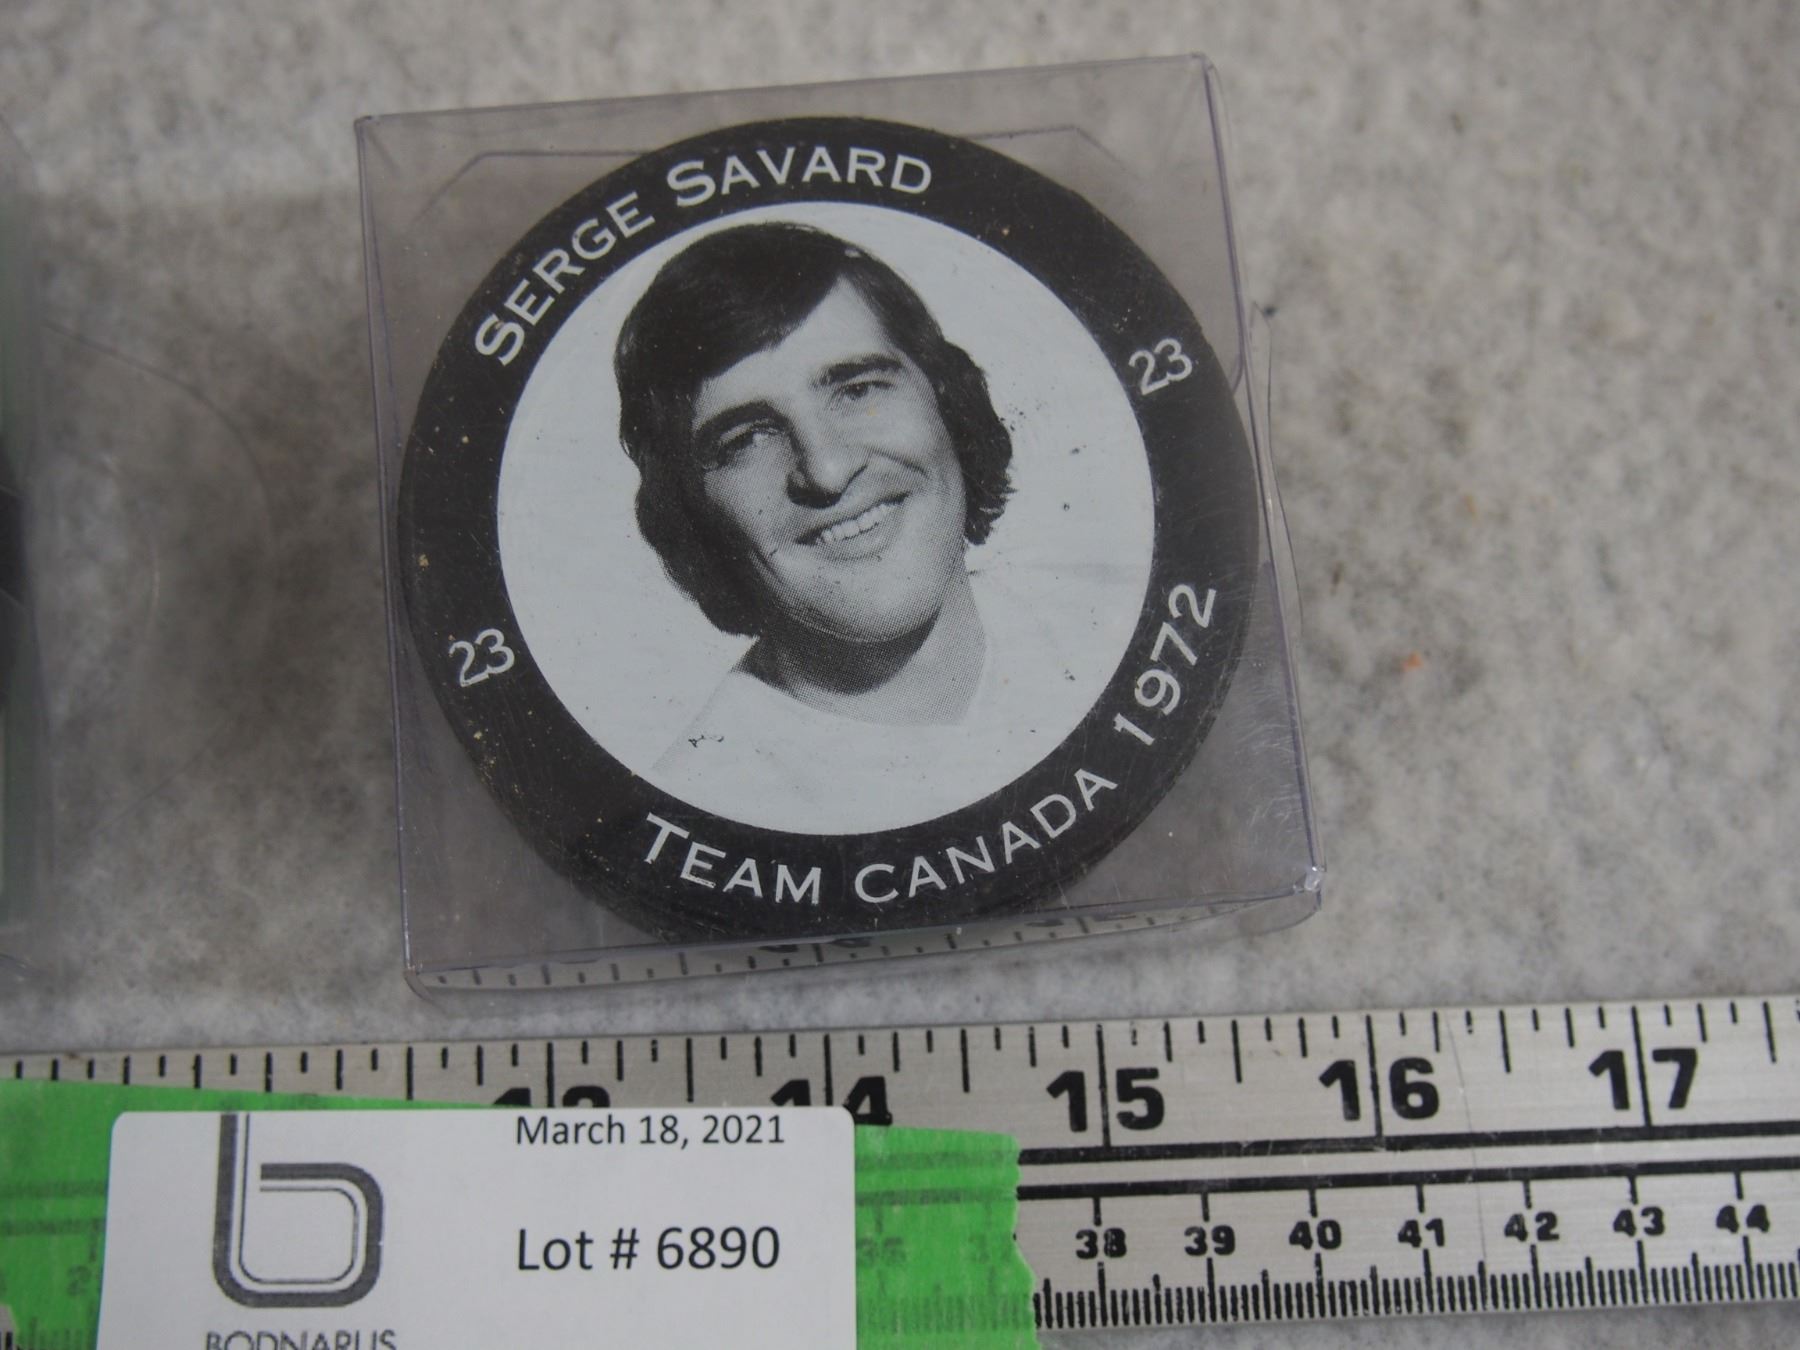 SERGE SAVARD
23
23
TEAM CANADA 1972
14 15 16 17
March 18, 2021
Lot # 6890
38 39 40 41 42 43 44
BODNARUS